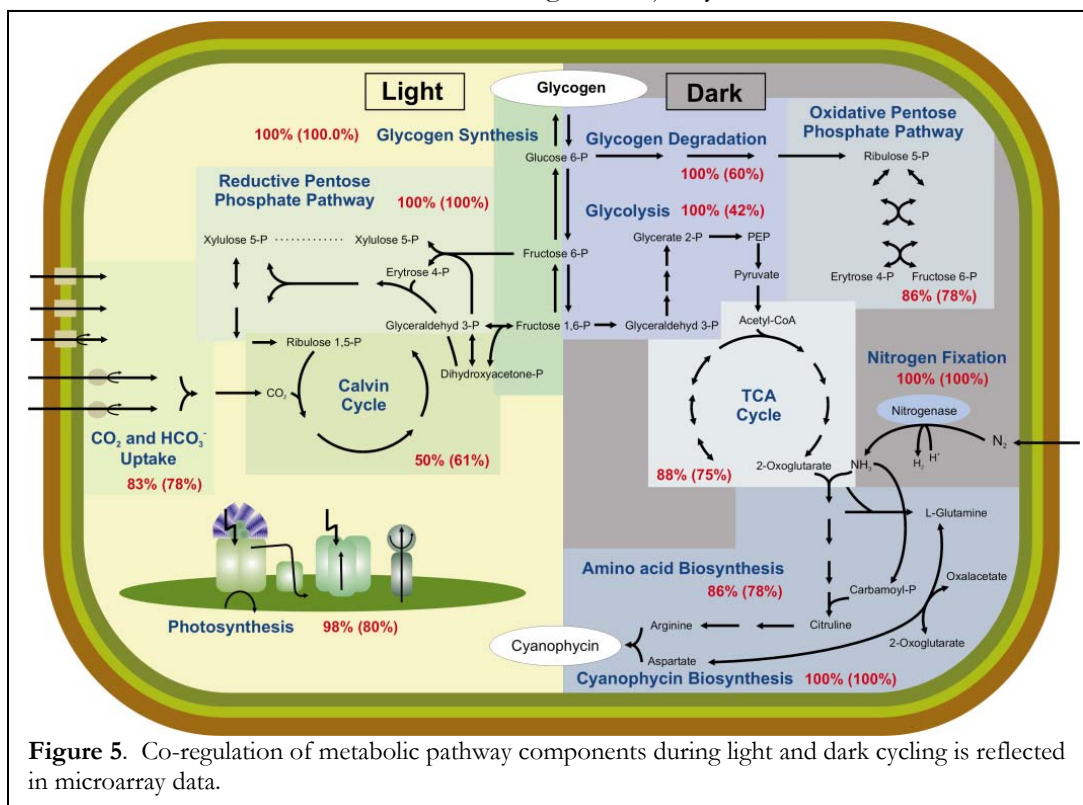 Light
Glycogen
Dark
100% (100.0%)
Glycogen Synthesis
Glycogen Degradation
Oxidative Pentose
Phosphate Pathway
Glucose 6-P
Ribulose 5-P
100% (60%)
Reductive Pentose
Phosphate Pathway
100% (100%)
Glycolysis
100% (42%)
Xylulose 5-P
Xylulose 5-P
Glycerate 2-P
PEP
Fructose 6-P
Erytrose 4-P
Pyruvate
Erytrose 4-P
Fructose 6-P
86% (78%)
Glyceraldehyd 3-P
Fructose 1,6-P
Glyceraldehyd 3-P
Acetyl-CoA
Ribulose 1,5-P
Dihydroxyacetone-P
Nitrogen Fixation
100% (100%)
CO₂
Calvin
Cycle
TCA
Cycle
Nitrogenase
CO₂ and HCO₃⁻
Uptake
83% (78%)
50% (61%)
88% (75%)
2-Oxoglutarate
NH₃
H₂
H⁺
N₂
L-Glutamine
Amino acid Biosynthesis
86% (78%)
Carbamoyl-P
Oxalacetate
Photosynthesis
98% (80%)
Arginine
Citruline
2-Oxoglutarate
Cyanophycin
Aspartate
Cyanophycin Biosynthesis
100% (100%)
Figure 5. Co-regulation of metabolic pathway components during light and dark cycling is reflected
in microarray data.